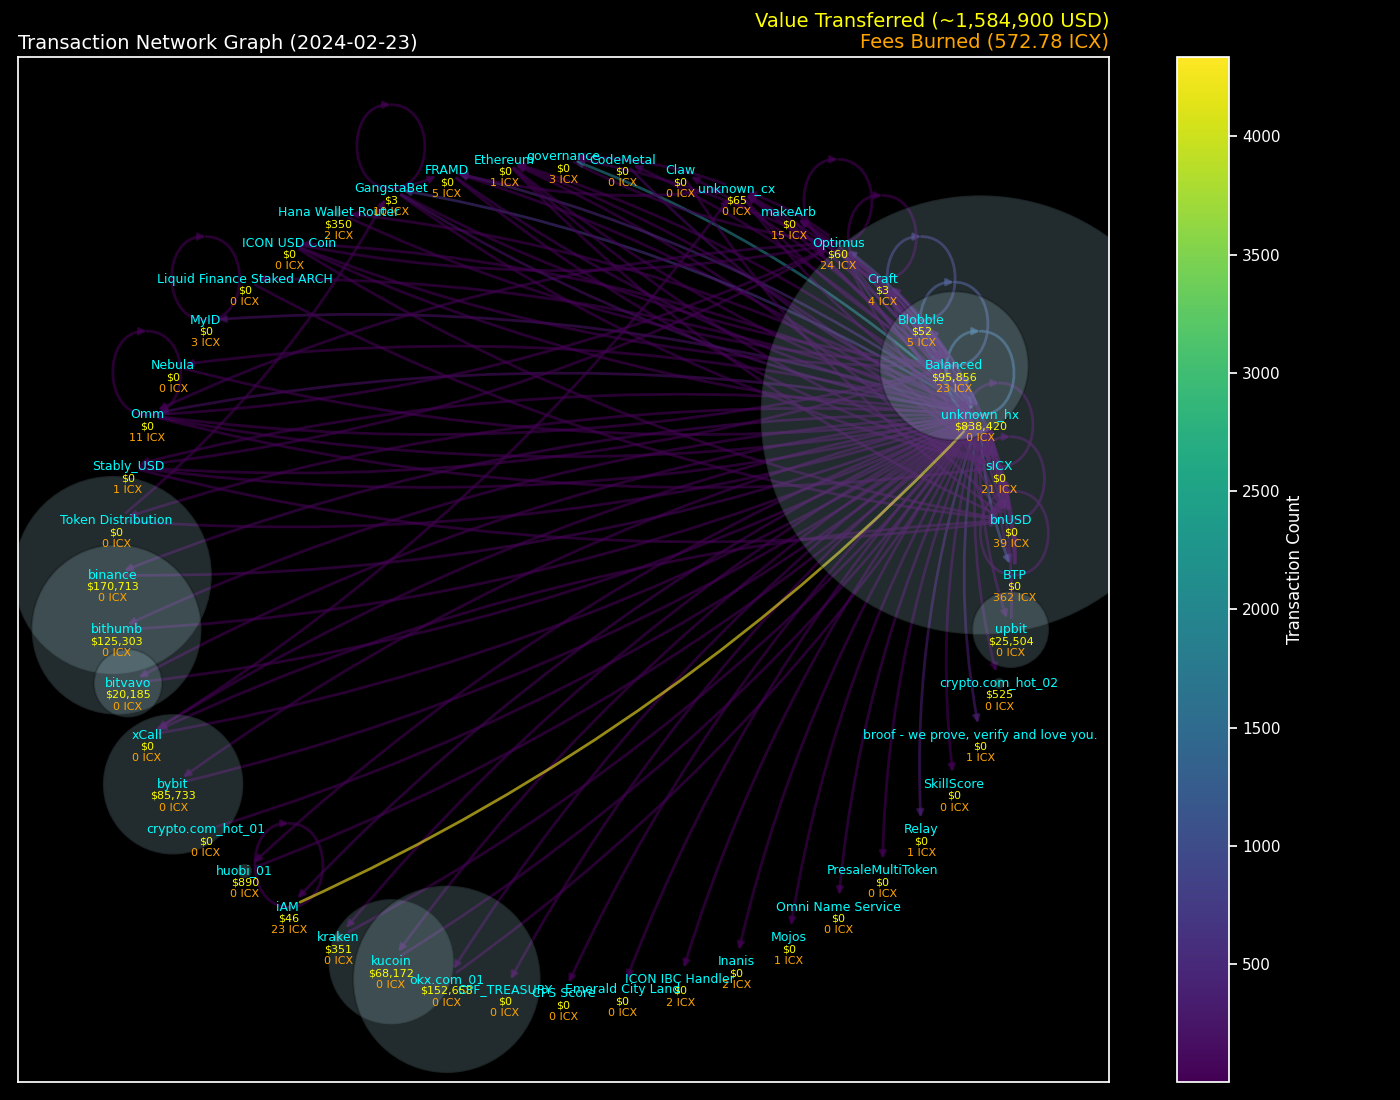 Value Transferred (~1,584,900 USD)
Transaction Network Graph (2024-02-23)
Fees Burned (572.78 ICX)
Ethereum
$0
1 ICX
governance
$0
3 ICX
CodeMetal
$0
0 ICX
Claw
$0
0 ICX
FRAMD
$0
5 ICX
unknown_cx
$65
0 ICX
GangstaBet
$3
ICX
makeArb
$0
15 ICX
Hana Wallet Router
$350
2 ICX
Optimus
$60
24 ICX
ICON USD Coin
$0
0 ICX
Craft
$3
4 ICX
Liquid Finance Staked ARCH
$0
0 ICX
Blobble
$52
5 ICX
MyID
$0
3 ICX
Balanced
$95,856
23 ICX
Nebula
$0
0 ICX
unknown_hx
$838,420
0 ICX
Omm
$0
11 ICX
sICX
$0
21 ICX
Stably_USD
$0
1 ICX
bnUSD
$0
39 ICX
Token Distribution
$0
0 ICX
BTP
$0
362 ICX
binance
$170,713
0 ICX
upbit
$25,504
0 ICX
bithumb
$125,303
0 ICX
crypto.com_hot_02
$525
0 ICX
bitvavo
$20,185
0 ICX
broof - we prove, verify and love you.
$0
1 ICX
xCall
$0
0 ICX
SkillScore
$0
0 ICX
bybit
$85,733
0 ICX
Relay
$0
1 ICX
crypto.com_hot_01
$0
0 ICX
PresaleMultiToken
$0
0 ICX
huobi_01
$890
0 ICX
Omni Name Service
$0
0 ICX
iAM
$46
23 ICX
Mojos
$0
1 ICX
kraken
$351
0 ICX
Inanis
$0
2 ICX
kucoin
$68,172
0 ICX
ICON IBC Handler
$0
2 ICX
okx.com_01
$152,658
0 ICX
$0
0 ICX
CPS Score
$0
0 ICX
Emerald City Land
$0
0 ICX
4000
3500
3000
2500
2000
1500
1000
500
Transaction Count